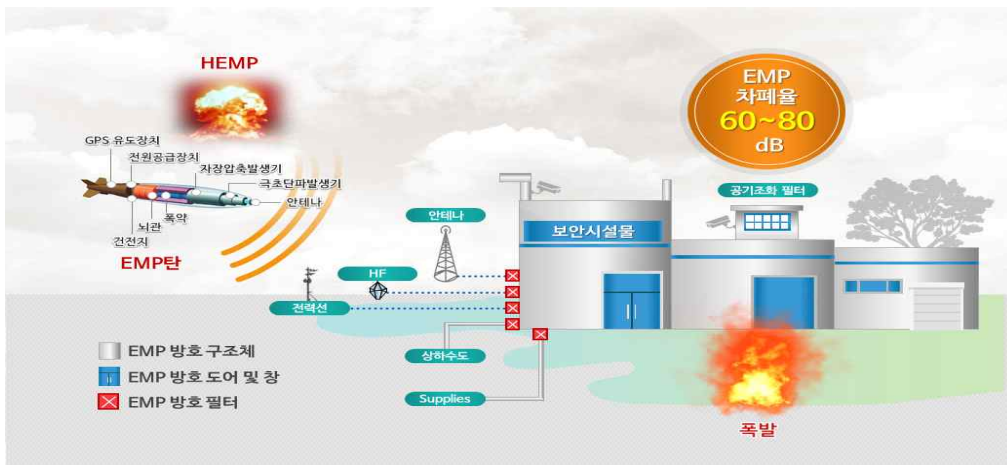 HEMP
GPS 유도장치
전원공급장치
자장압축발생기
극초단파발생기
안테나
폭약
뇌관
건전지
EMP탄
EMP
차폐율
60~80
dB
공기조화 필터
보안시설물
안테나
HF
전력선
상하수도
Supplies
EMP 방호 구조체
EMP 방호 도어 및 창
EMP 방호 필터
폭발